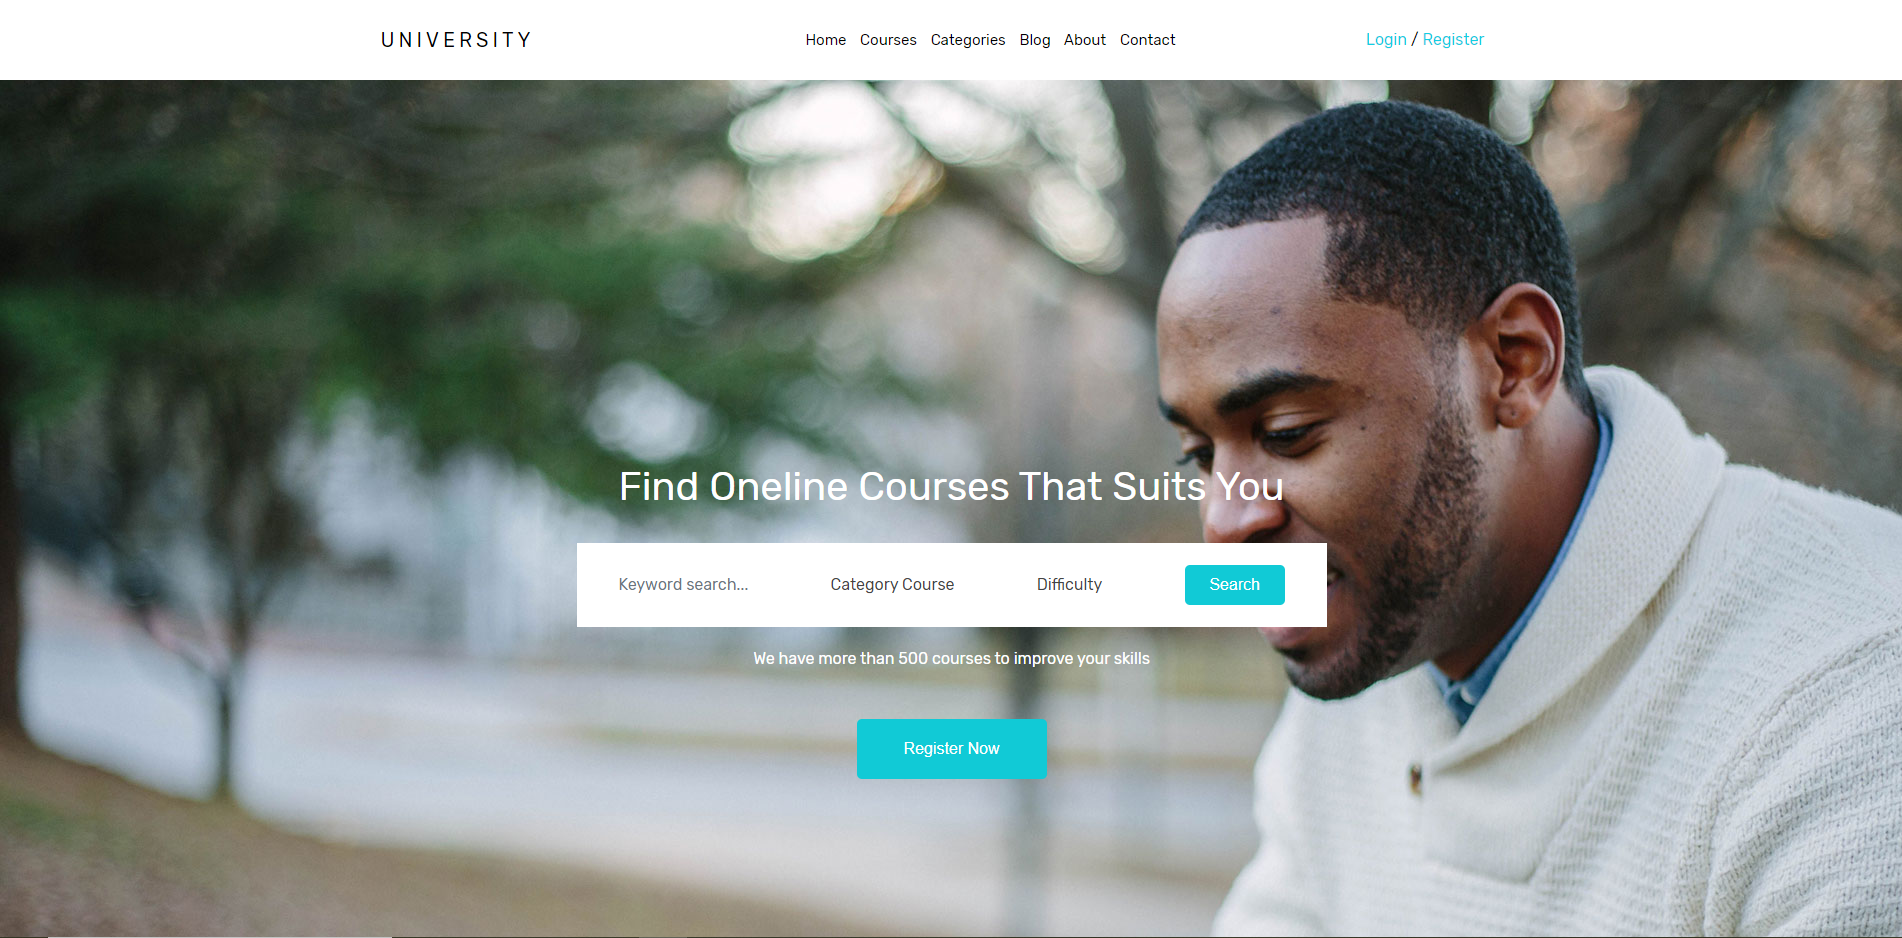 UNIVERSITY
Home Courses Categories Blog About Contact
Login / Register
Find Oneline Courses That Suits You
Keyword search...
Category Course
Difficulty
Search
We have more than 500 courses to improve your skills
Register Now